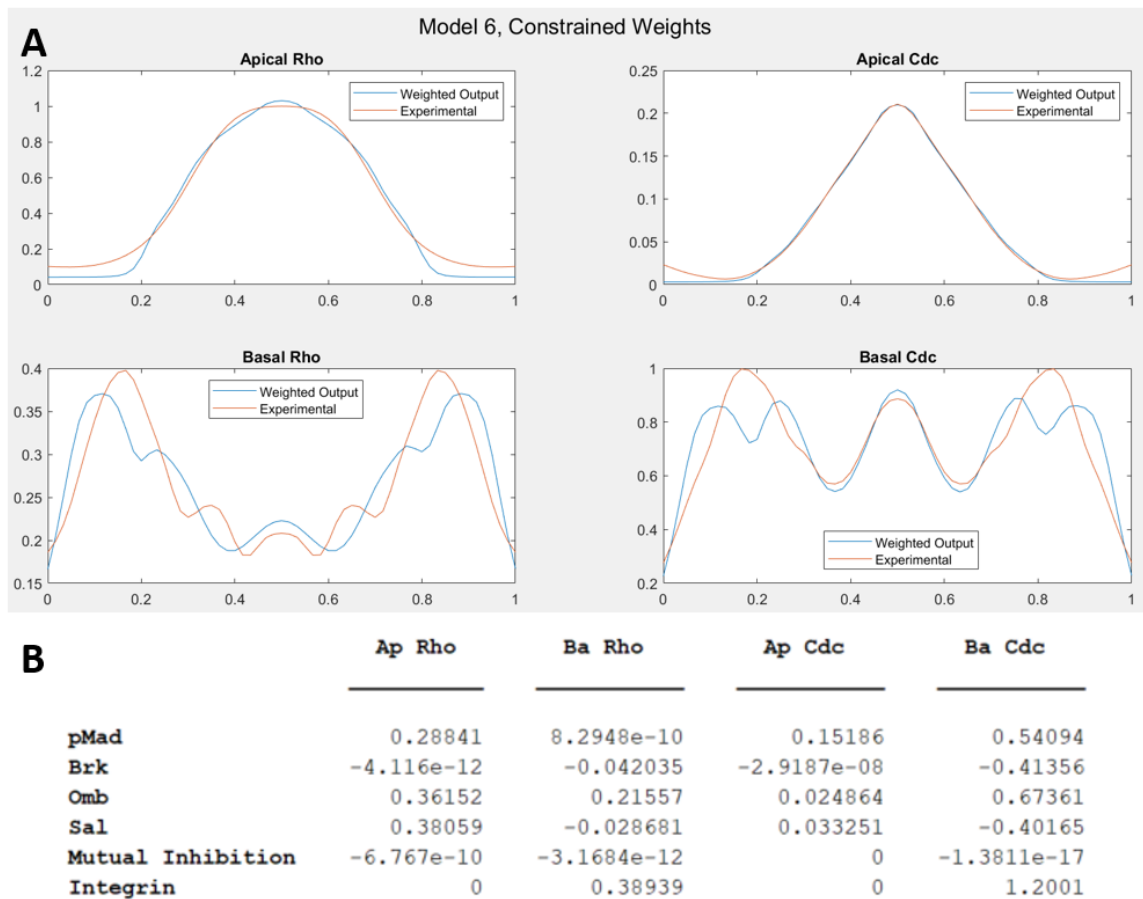 A
Model 6, Constrained Weights
Apical Rho
1.2
1
0.8
0.6
0.4
0.2
0
0 0.2 0.4 0.6 0.8 1
Weighted Output
Experimental
Apical Cdc
0.25
0.2
0.15
0.1
0.05
0
0 0.2 0.4 0.6 0.8 1
Weighted Output
Experimental
Basal Rho
0.4
0.35
0.3
0.25
0.2
0.15
0 0.2 0.4 0.6 0.8 1
Weighted Output
Experimental
Basal Cdc
1
0.8
0.6
0.4
0.2
0 0.2 0.4 0.6 0.8 1
Weighted Output
Experimental
B
Ap Rho Ba Rho Ap Cdc Ba Cdc
pMad 0.28841 8.2948e-10 0.15186 0.54094
Brk -4.116e-12 -0.042035 -2.9187e-08 -0.41356
Omb 0.36152 0.21557 0.024864 0.67361
Sal 0.38059 -0.028681 0.033251 -0.40165
Mutual Inhibition -6.767e-10 -3.1684e-12 0 -1.3811e-17
Integrin 0 0.38939 0 1.2001